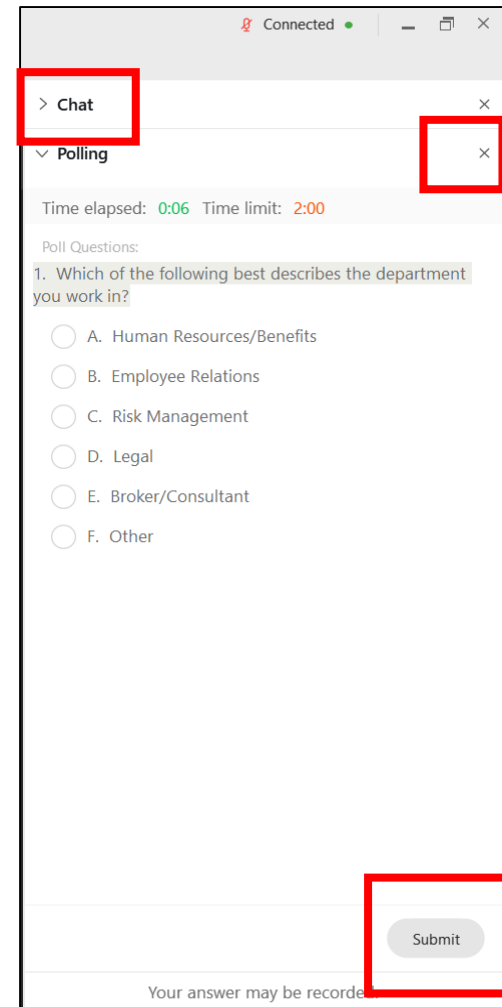 Connected
Chat
Polling
Time elapsed: 0:06 Time limit: 2:00
Poll Questions:
1. Which of the following best describes the department
you work in?
A. Human Resources/Benefits
B. Employee Relations
C. Risk Management
D. Legal
E. Broker/Consultant
F. Other
Submit
Your answer may be recorded.